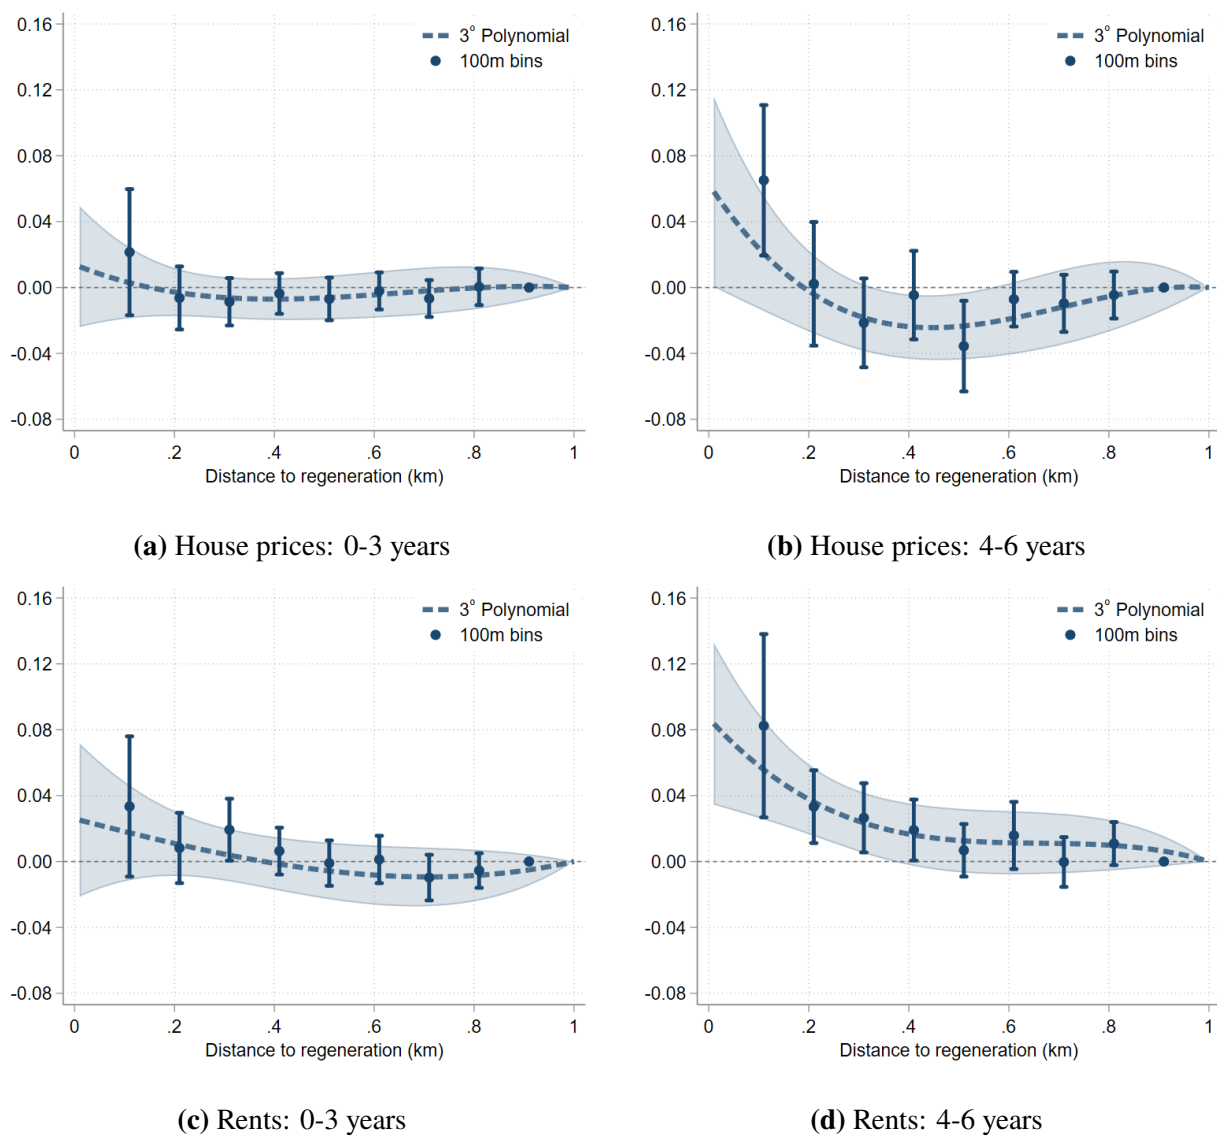 0.16
0.12
0.08
0.04
0.00
-0.04
-0.08
3° Polynomial
100m bins
0 .2 .4 .6 .8 1
Distance to regeneration (km)
(a) House prices: 0-3 years
0.16
0.12
0.08
0.04
0.00
-0.04
-0.08
3° Polynomial
100m bins
0 .2 .4 .6 .8 1
Distance to regeneration (km)
(b) House prices: 4-6 years
0.16
0.12
0.08
0.04
0.00
-0.04
-0.08
3° Polynomial
100m bins
0 .2 .4 .6 .8 1
Distance to regeneration (km)
(c) Rents: 0-3 years
0.16
0.12
0.08
0.04
0.00
-0.04
-0.08
3° Polynomial
100m bins
0 .2 .4 .6 .8 1
Distance to regeneration (km)
(d) Rents: 4-6 years